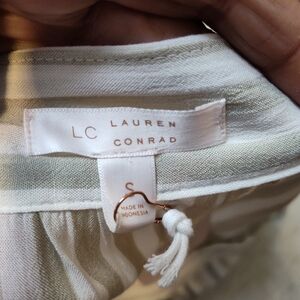 LC LAUREN
CONRAD
S
MADE IN
INDONESIA